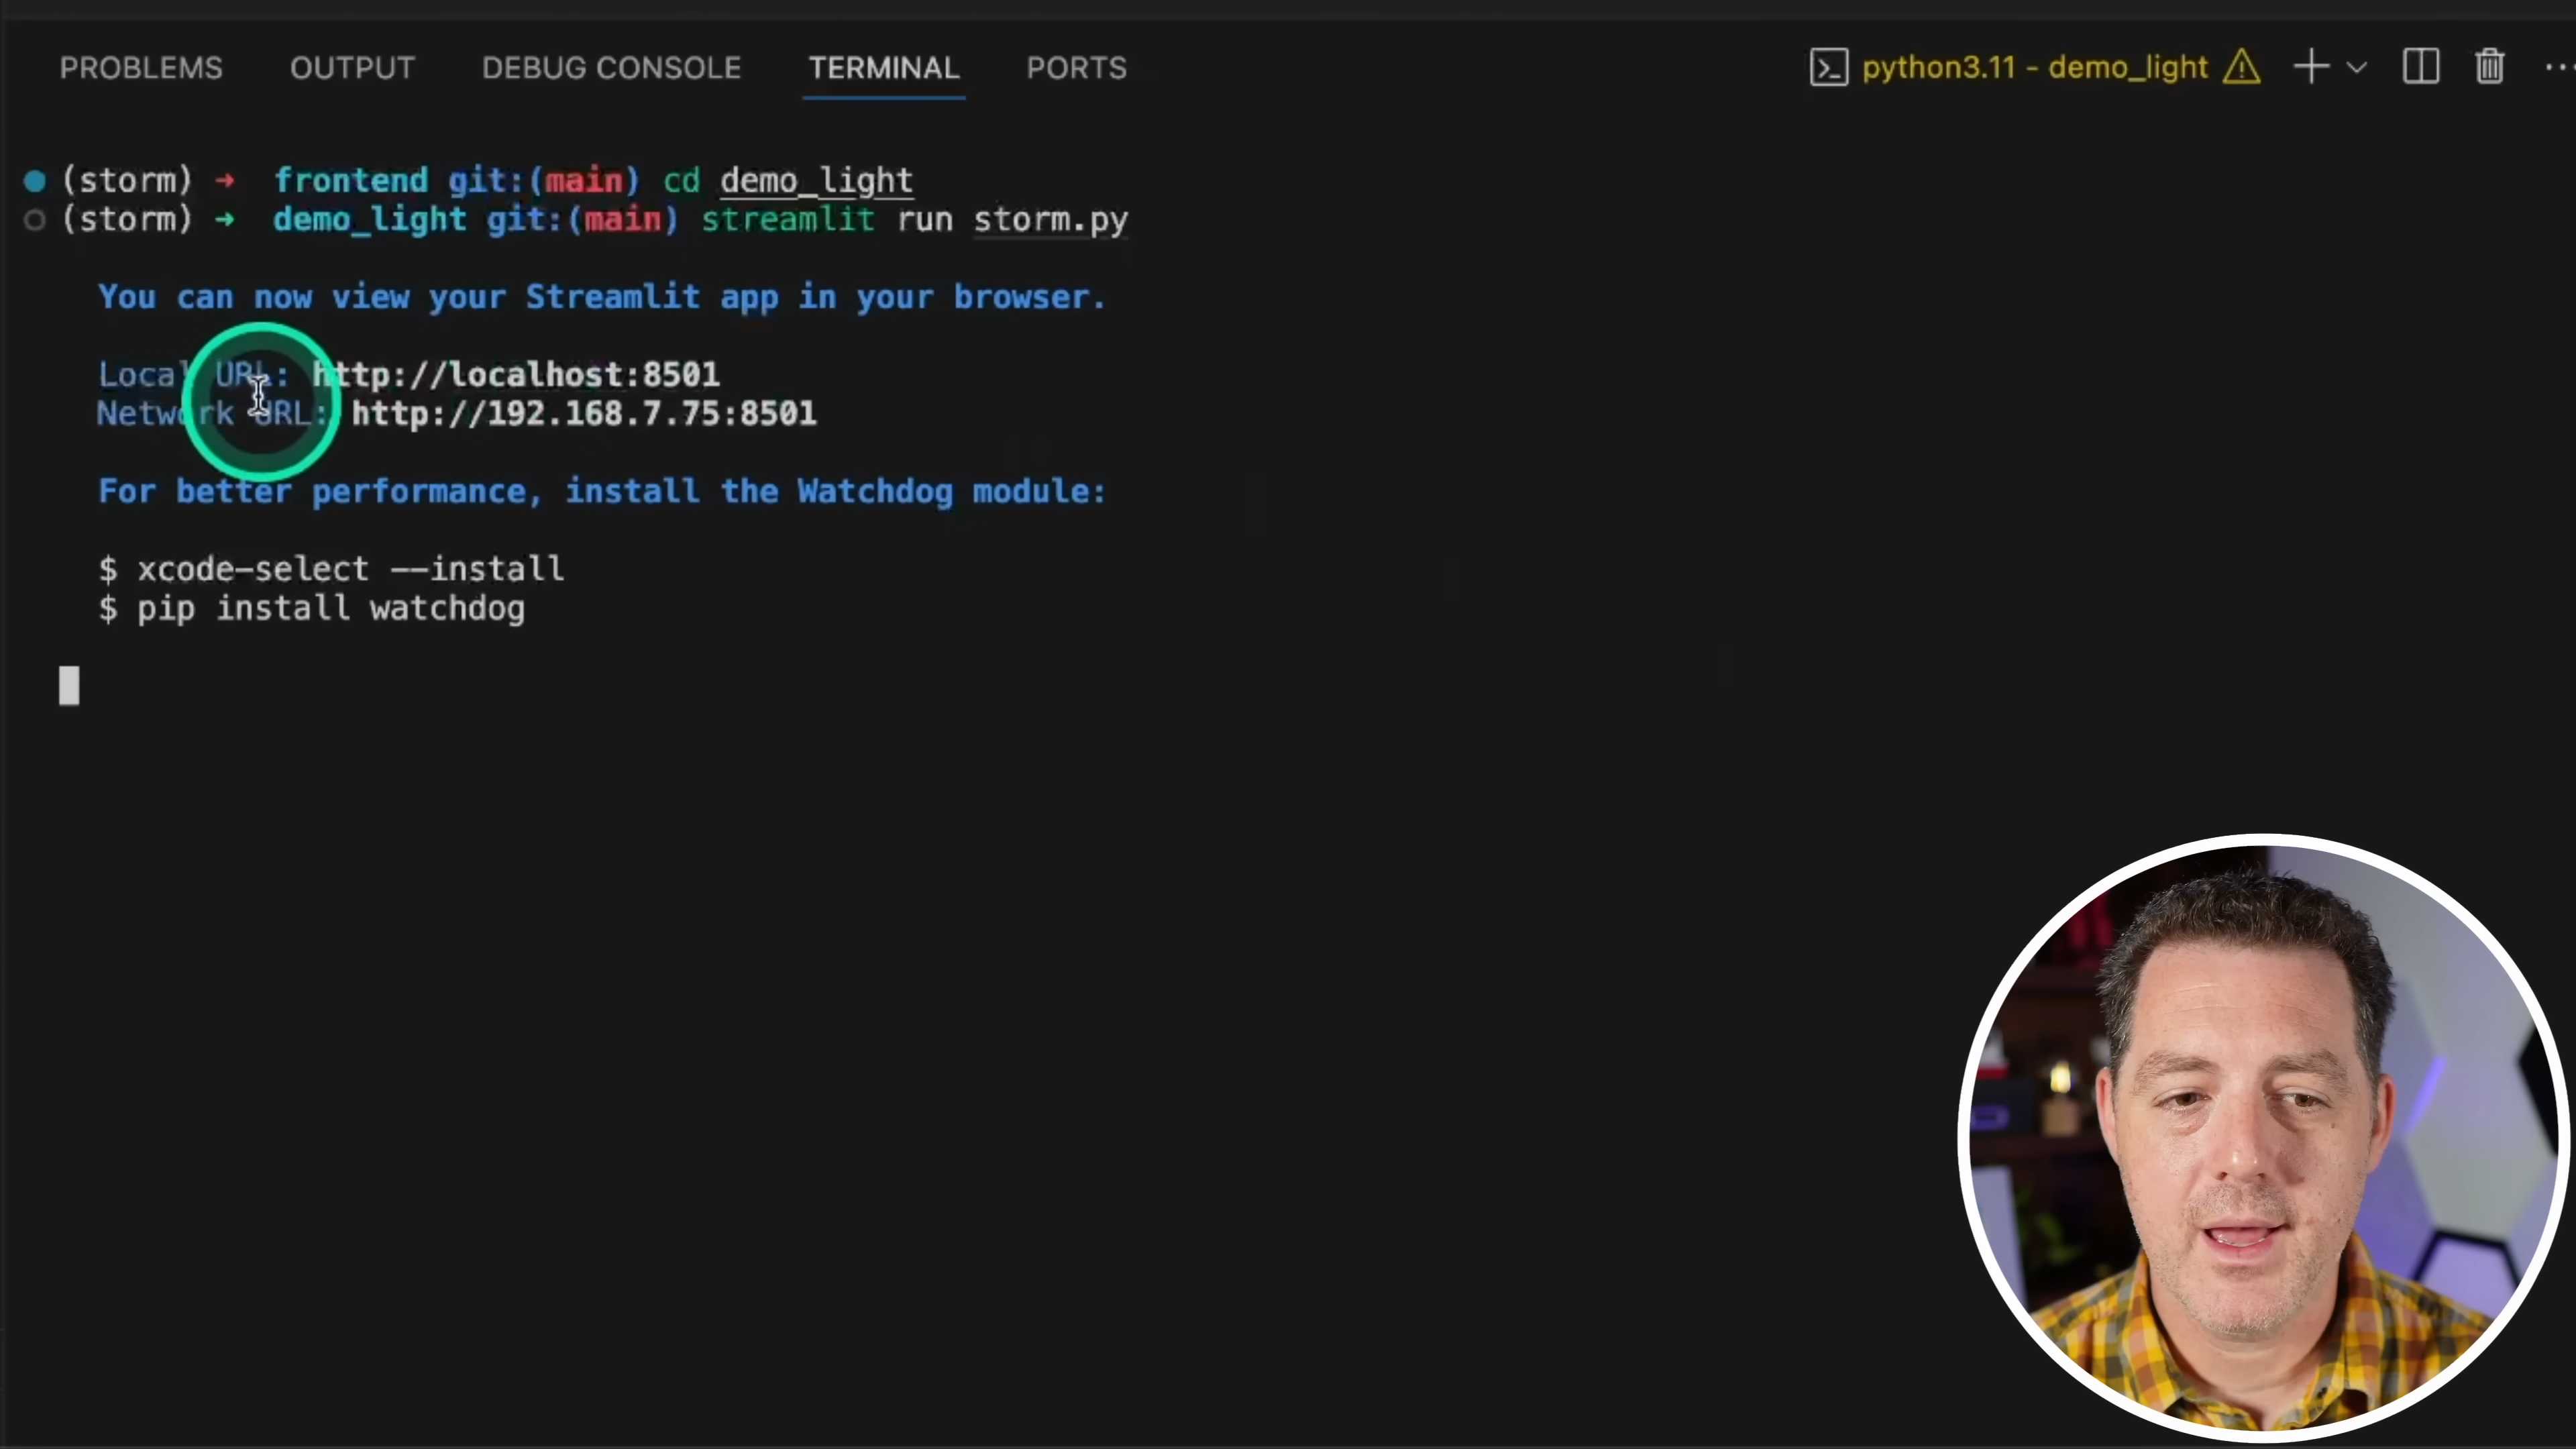 PROBLEMS OUTPUT DEBUG CONSOLE TERMINAL PORTS python3.11 - demo_light
(storm) → frontend git:(main) cd demo_light
(storm) → demo_light git:(main) streamlit run storm.py
You can now view your Streamlit app in your browser.
Local URL: http://localhost:8501
Network URL: http://192.168.7.75:8501
For better performance, install the Watchdog module:
$ xcode-select --install
$ pip install watchdog